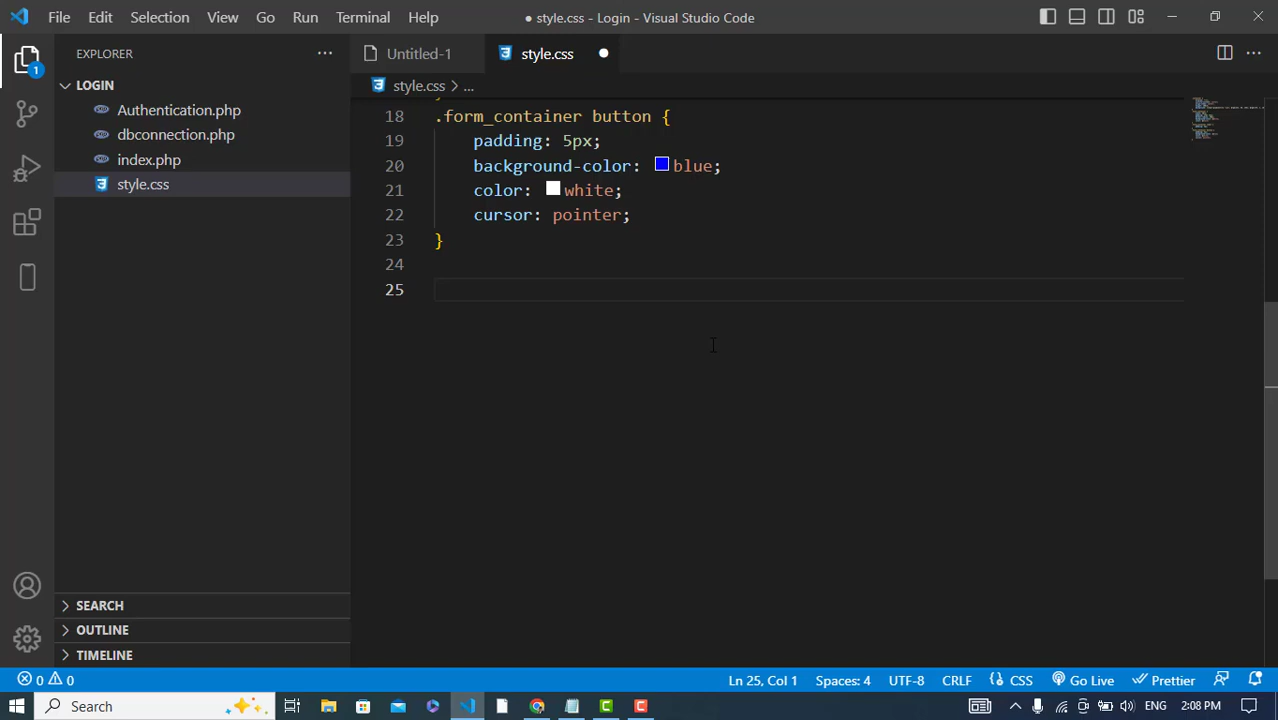 File Edit Selection View Go Run Terminal Help ● style.css - Login - Visual Studio Code
EXPLORER ...
Untitled-1 style.css
1
LOGIN
style.css > ...
Authentication.php
dbconnection.php
index.php
style.css
18 .form_container button {
19 padding: 5px;
20 background-color: blue;
21 color: white;
22 cursor: pointer;
23 }
24
25
SEARCH
OUTLINE
TIMELINE
0 0 Ln 25, Col 1 Spaces: 4 UTF-8 CRLF {} CSS Go Live Prettier
Search ENG 2:08 PM